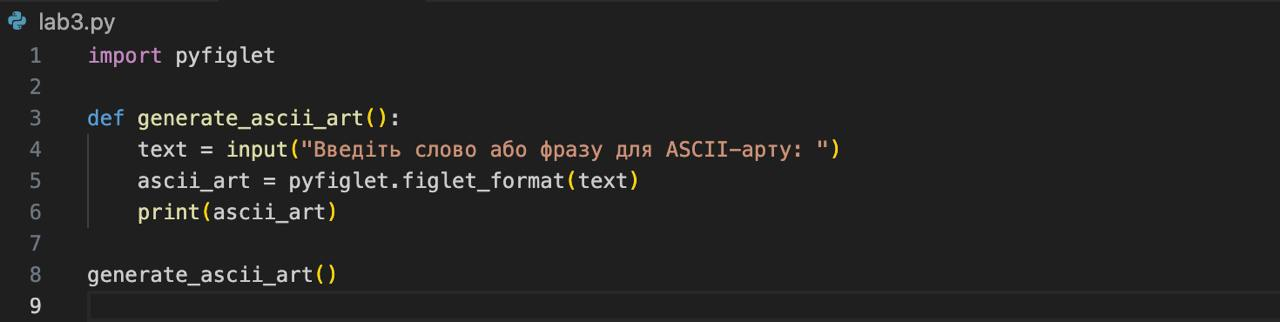 lab3.py
1 import pyfiglet
2
3 def generate_ascii_art():
4     text = input("Введіть слово або фразу для ASCII-арту: ")
5     ascii_art = pyfiglet.figlet_format(text)
6     print(ascii_art)
7
8 generate_ascii_art()
9